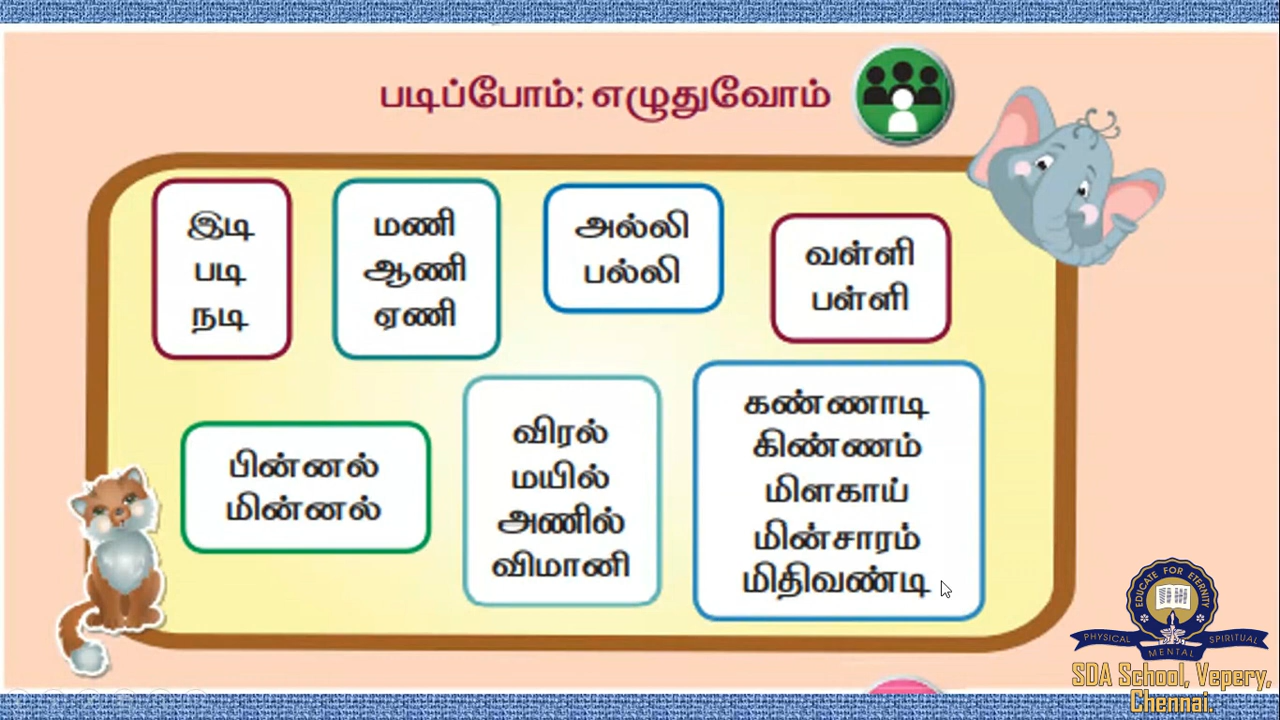 படிப்போம்: எழுதுவோம்
இடி
படி
நடி
மணி
ஆணி
ஏணி
அல்லி
பல்லி
வள்ளி
பள்ளி
பின்னல்
மின்னல்
விரல்
மயில்
அணில்
விமானி
கண்ணாடி
கிண்ணம்
மிளகாய்
மின்சாரம்
மிதிவண்டி
EDUCATE FOR ETERNITY
PHYSICAL MENTAL SPIRITUAL
SDA School, Vepery,
Chennai.